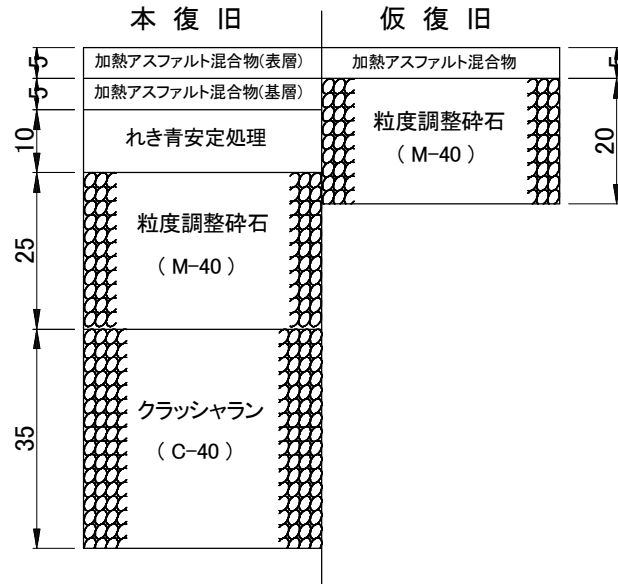 本復旧 仮復旧
5 加熱アスファルト混合物(表層) 加熱アスファルト混合物 5
5 加熱アスファルト混合物(基層)
10 れき青安定処理
粒度調整砕石
( M-40 )
20
25 粒度調整砕石
( M-40 )
35 クラッシャラン
( C-40 )